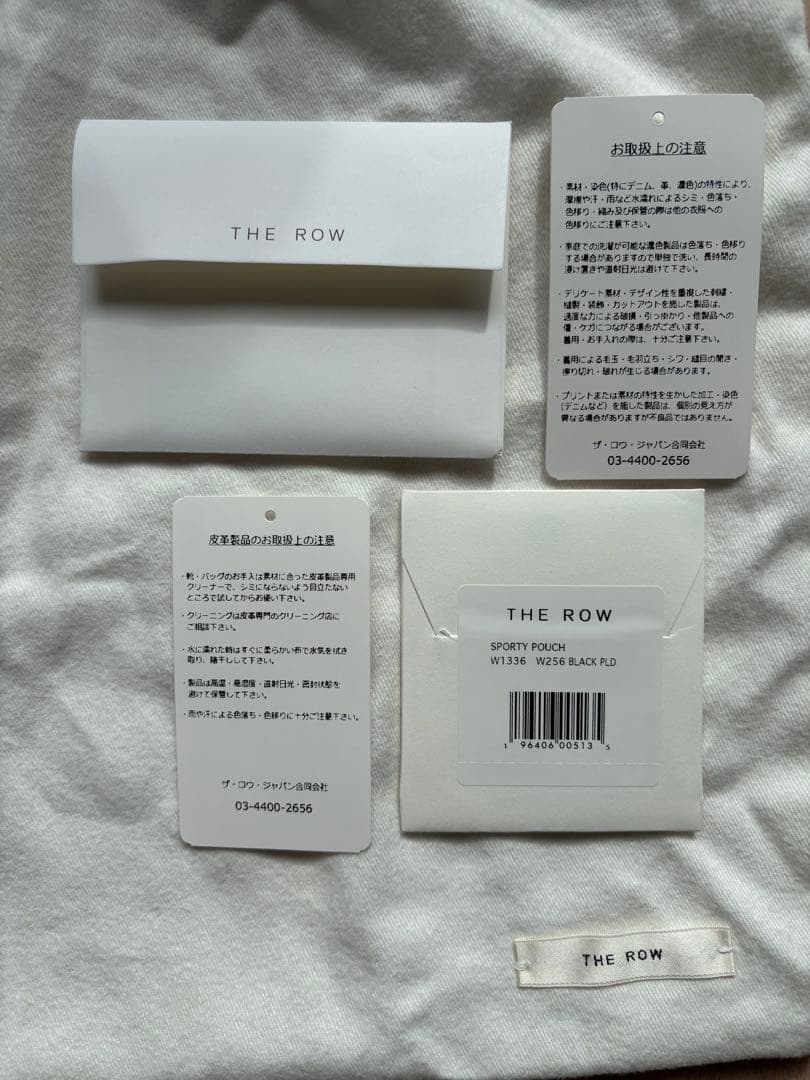 THE ROW
お取扱上の注意
・素材・染色(特にデニム、革、濃色)の特性により、
摩擦や汗・雨など水濡れによるシミ・色落ち・
色移り・縮み及び保管の際は他の衣服への
色移りにご注意下さい。
・家庭での洗濯が可能な濃色製品は色落ち・色移り
する場合がありますので単独で洗い、長時間の
漬け置きや直射日光は避けて下さい。
・デリケート素材・デザイン性を重視した刺繍・
縫製・装飾・カットアウトを施した製品は、
過度な力による破損・引っ掛かり・他製品への
傷・ケガにつながる場合がございます。
着用・お手入れの際は、十分ご注意下さい。
・着用による毛玉・毛羽立ち・シワ・縫目の開き・
擦り切れ・破れが生じる場合があります。
・プリントまたは素材の特性を生かした加工・染色
(デニムなど）を施した製品は、個別の見え方が
異なる場合がありますが不良品ではありません。
ザ・ロウ・ジャパン合同会社
03-4400-2656
皮革製品のお取扱上の注意
・靴・バッグのお手入は素材に合った皮革製品専用
クリーナーで、シミにならないよう目立たない
ところで試してからお使い下さい。
・クリーニングは皮革専門のクリーニング店に
ご相談下さい。
・水に濡れた時はすぐに柔らかい布で水気を拭き
取り、陰干しして下さい。
・製品は高温・高湿度・直射日光・密封状態を
避けて保管して下さい。
・雨や汗による色落ち・色移りに十分ご注意下さい。
ザ・ロウ・ジャパン合同会社
03-4400-2656
THE ROW
SPORTY POUCH
W1336 W256 BLACK PLD
1 96406 00513 5
THE ROW